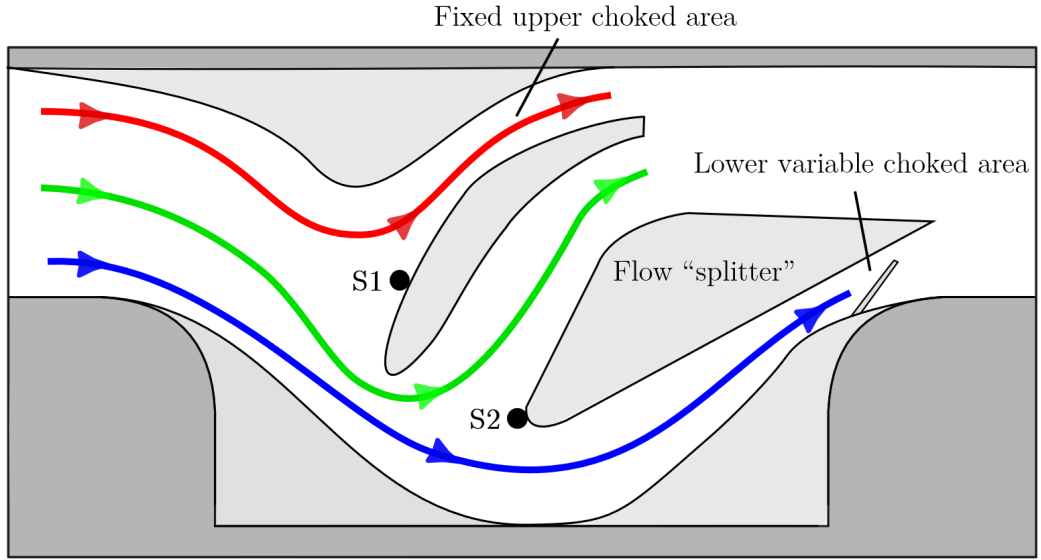 Fixed upper choked area
Lower variable choked area
S1
Flow “splitter”
S2